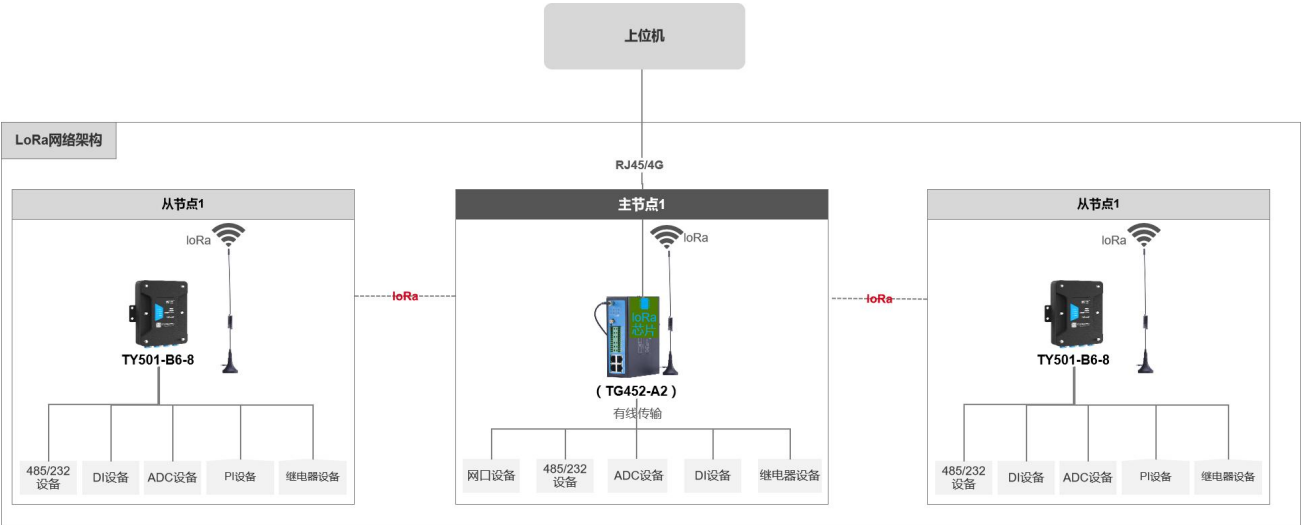 上位机
LoRa网络架构
RJ45/4G
从节点1
loRa
loRa
TY501-B6-8
485/232
设备
DI设备
ADC设备
PI设备
继电器设备
主节点1
loRa
loRa
芯片
（TG452-A2）
有线传输
网口设备
485/232
设备
ADC设备
DI设备
继电器设备
loRa
从节点1
loRa
TY501-B6-8
485/232
设备
DI设备
ADC设备
PI设备
继电器设备